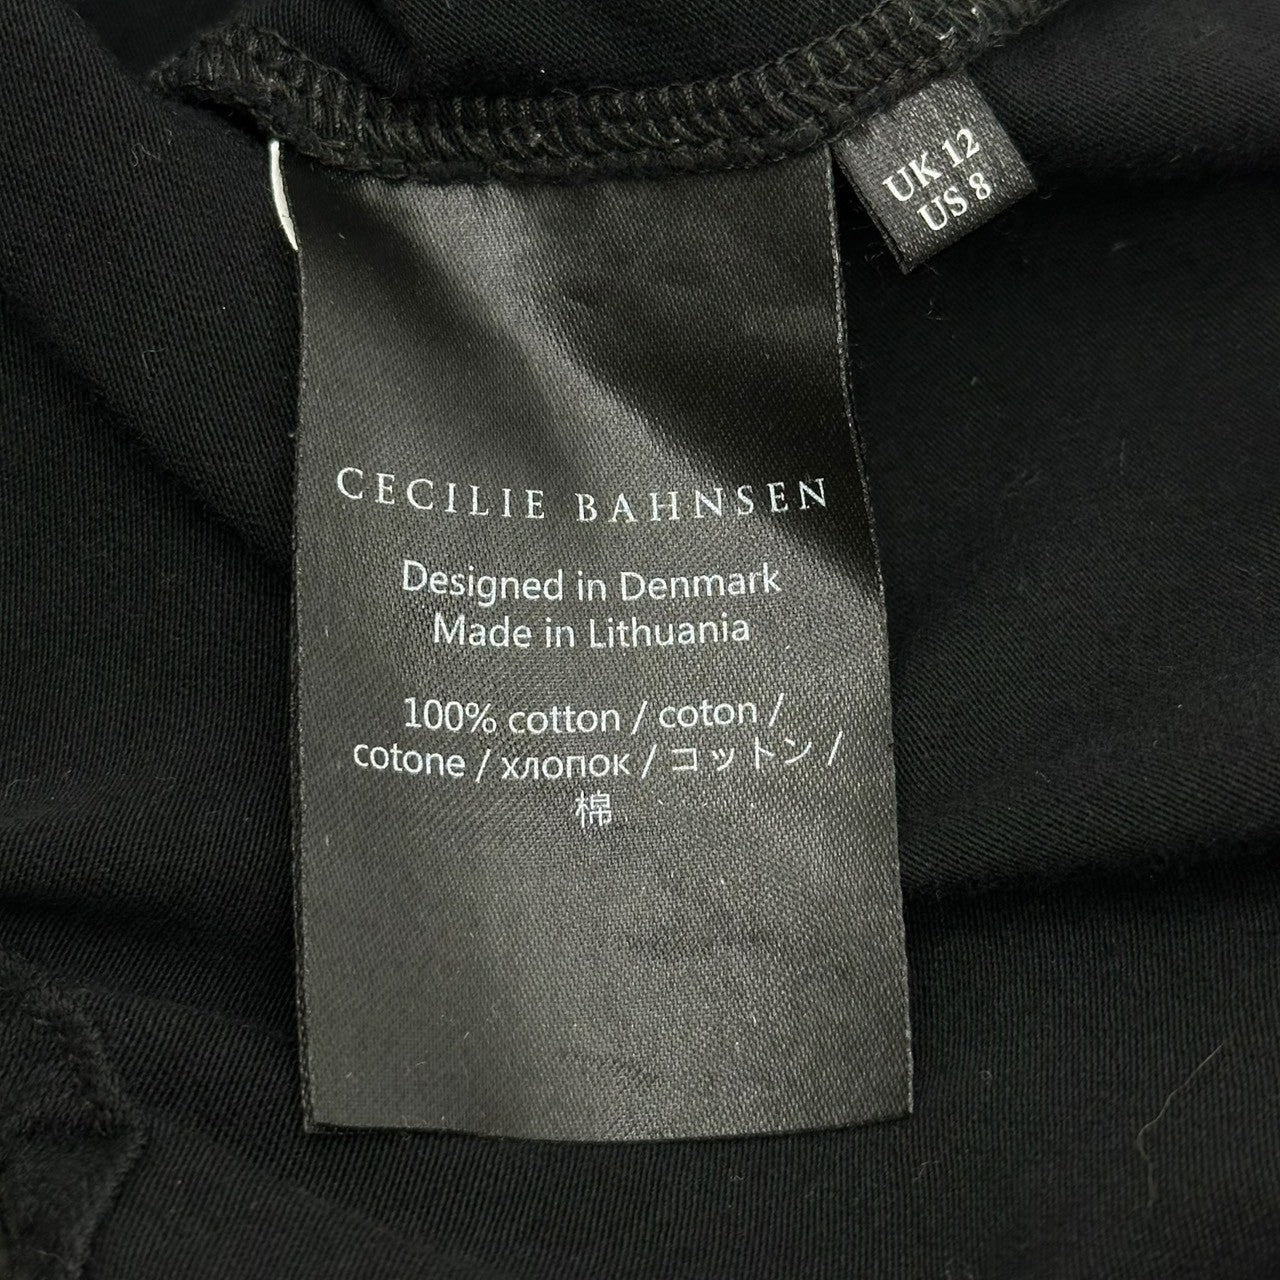 UK 12
US 8
CECILIE BAHNSEN
Designed in Denmark
Made in Lithuania
100% cotton / coton /
cotone / хлопок / コットン /
棉